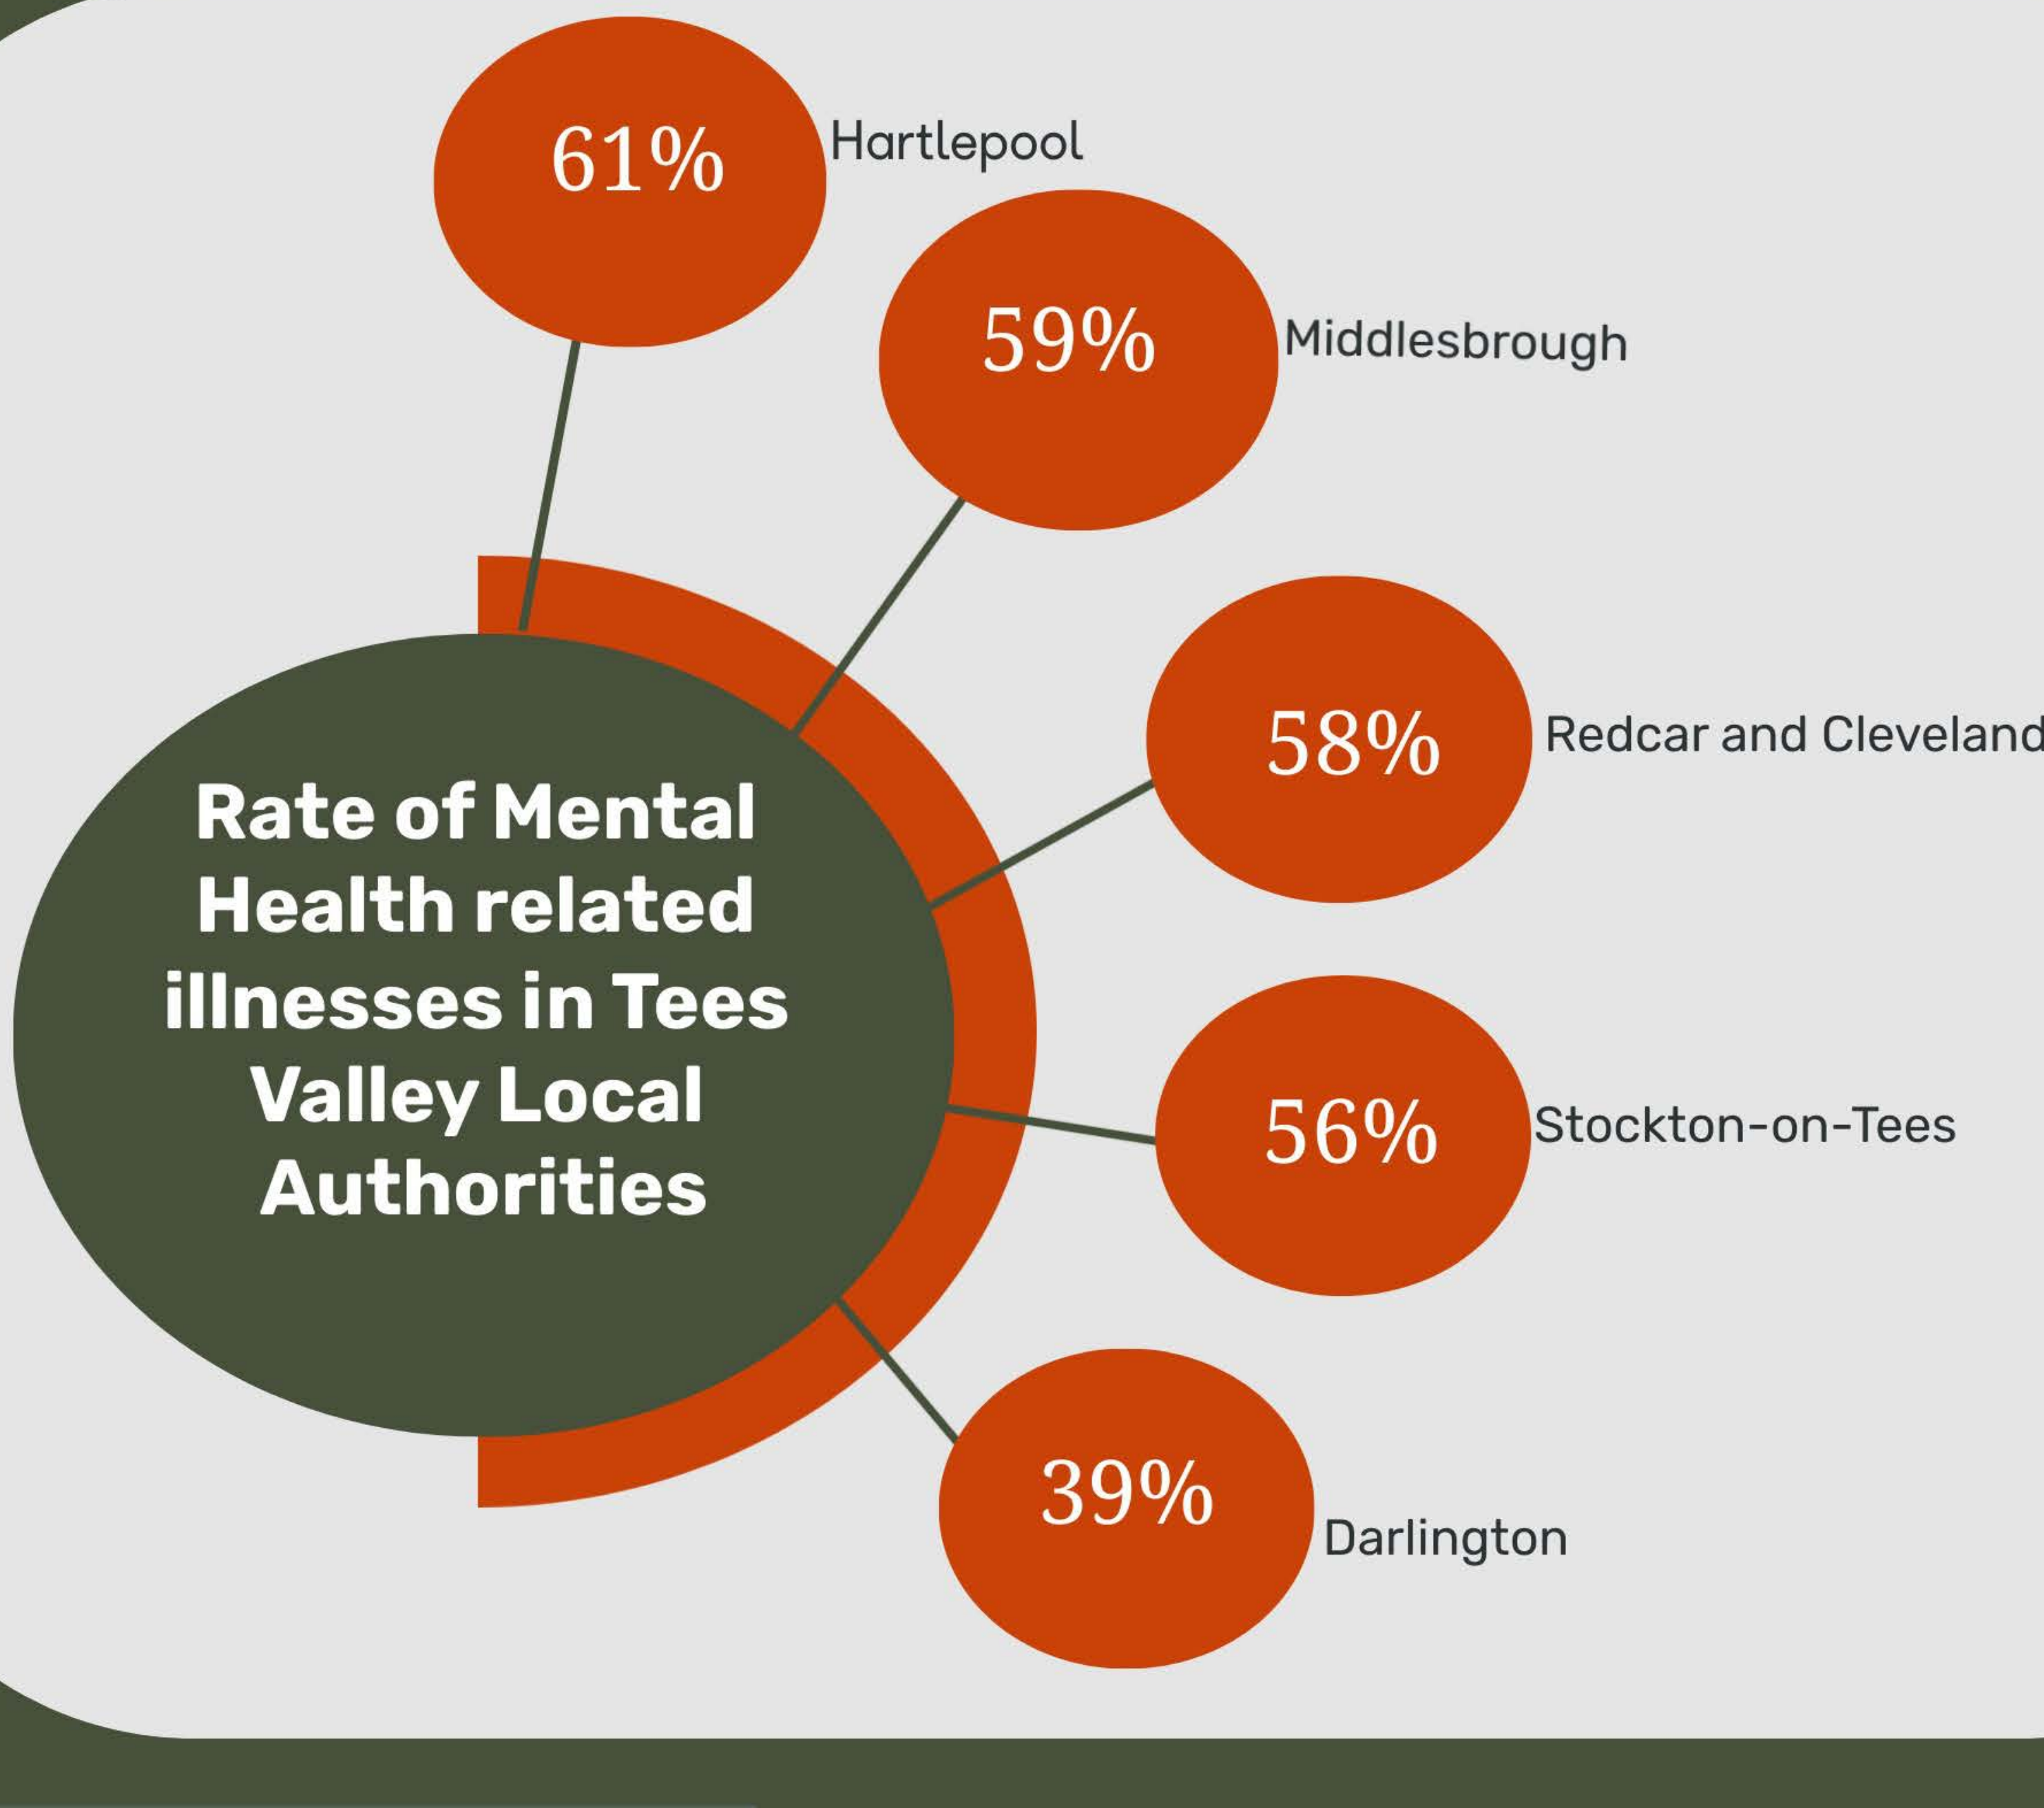 61%
Hartlepool
59%
Middlesbrough
58%
Redcar and Cleveland
Rate of Mental
Health related
illnesses in Tees
Valley Local
Authorities
56%
Stockton-on-Tees
39%
Darlington